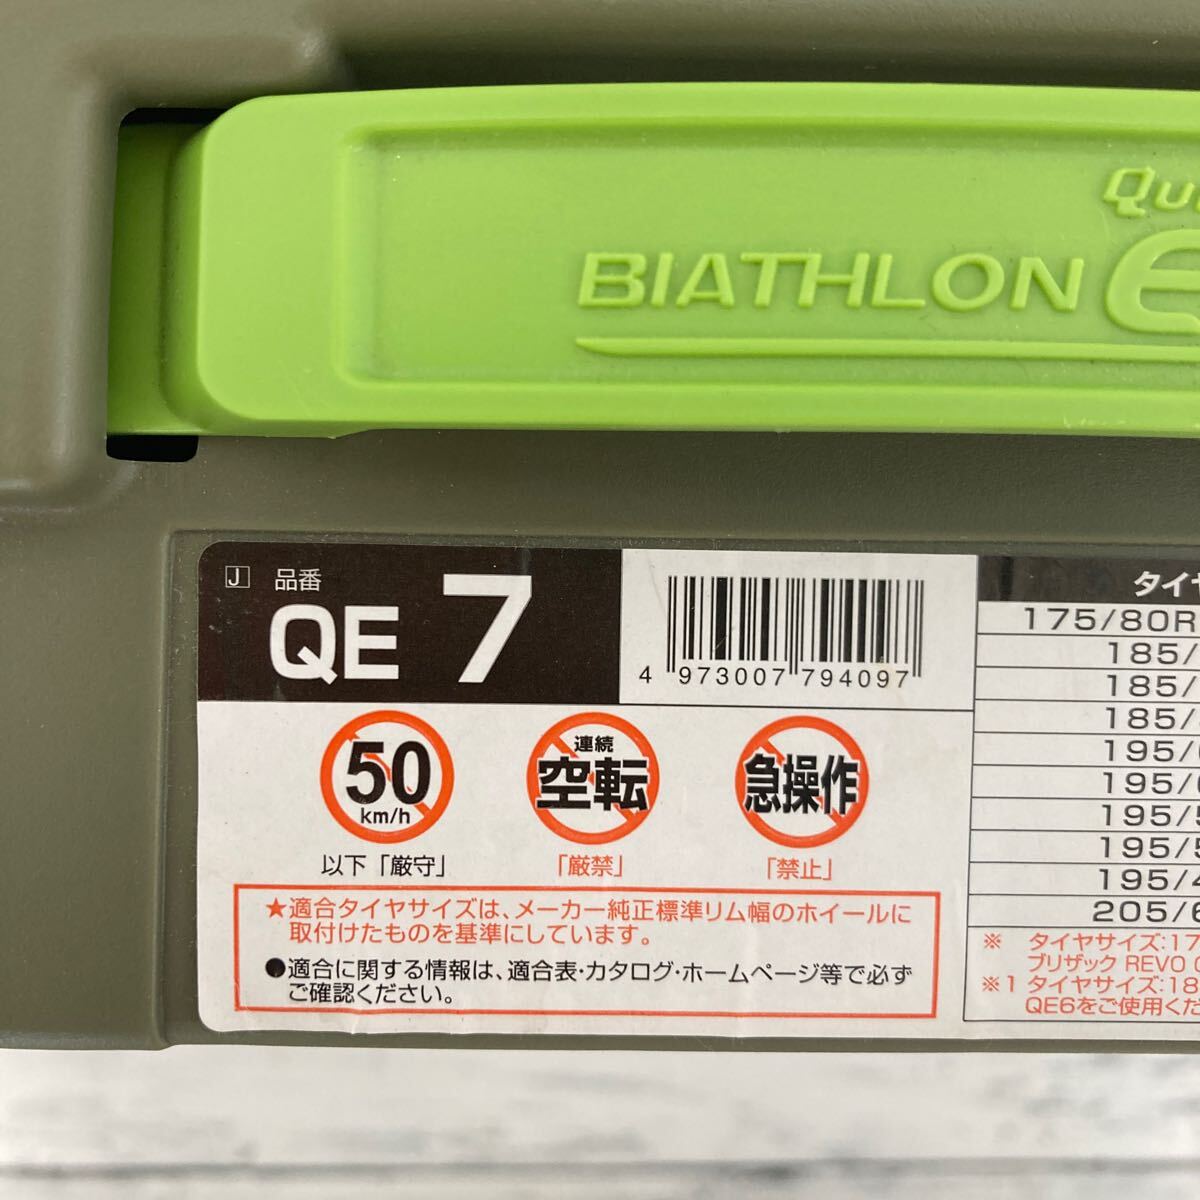 BIATHLON
J 品番
QE 7
4 973007 794097
50
km/h
以下「厳守」
連続
空転
「厳禁」
急操作
「禁止」
★適合タイヤサイズは、メーカー純正標準リム幅のホイールに
取付けたものを基準にしています。
●適合に関する情報は、適合表・カタログ・ホームページ等で必ず
ご確認ください。
175/80R
185/
185/
185/
195/
195/
195/5
195/5
195/4
205/6
※ タイヤサイズ:17
ブリザック REVO
※1 タイヤサイズ:18
QE6をご使用くだ